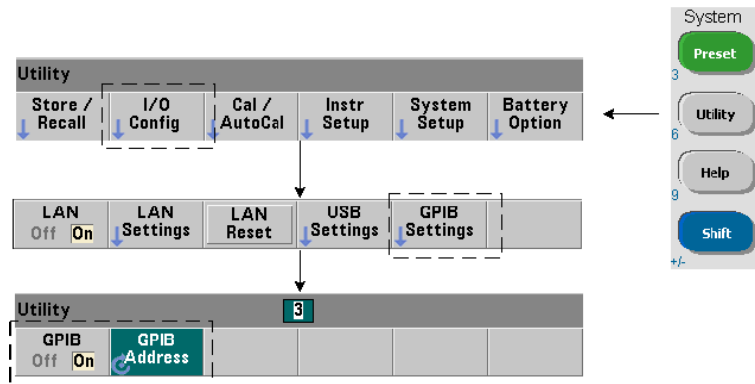 System
Preset
3
Utility
6
Help
9
Shift
+/-
Utility
Store / Recall
I/O Config
Cal / AutoCal
Instr Setup
System Setup
Battery Option
LAN Off On
LAN Settings
LAN Reset
USB Settings
GPIB Settings
Utility 3
GPIB Off On
GPIB Address